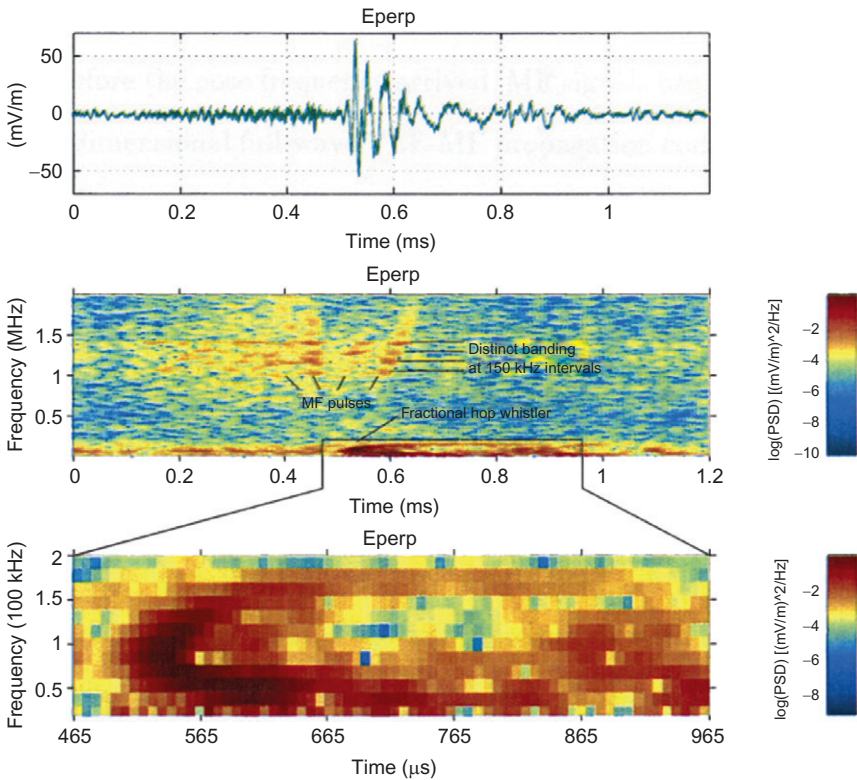 Eperp
50
0
−50
(mV/m)
0 0.2 0.4 0.6 0.8 1
Time (ms)
Eperp
1.5
1
0.5
Frequency (MHz)
Distinct banding
at 150 kHz intervals
MF pulses
Fractional hop whistler
0 0.2 0.4 0.6 0.8 1 1.2
Time (ms)
−2
−4
−6
−8
−10
log(PSD) [(mV/m)^2/Hz]
Eperp
2
1.5
1
0.5
Frequency (100 kHz)
465 565 665 765 865 965
Time (μs)
−2
−4
−6
−8
log(PSD) [(mV/m)^2/Hz]